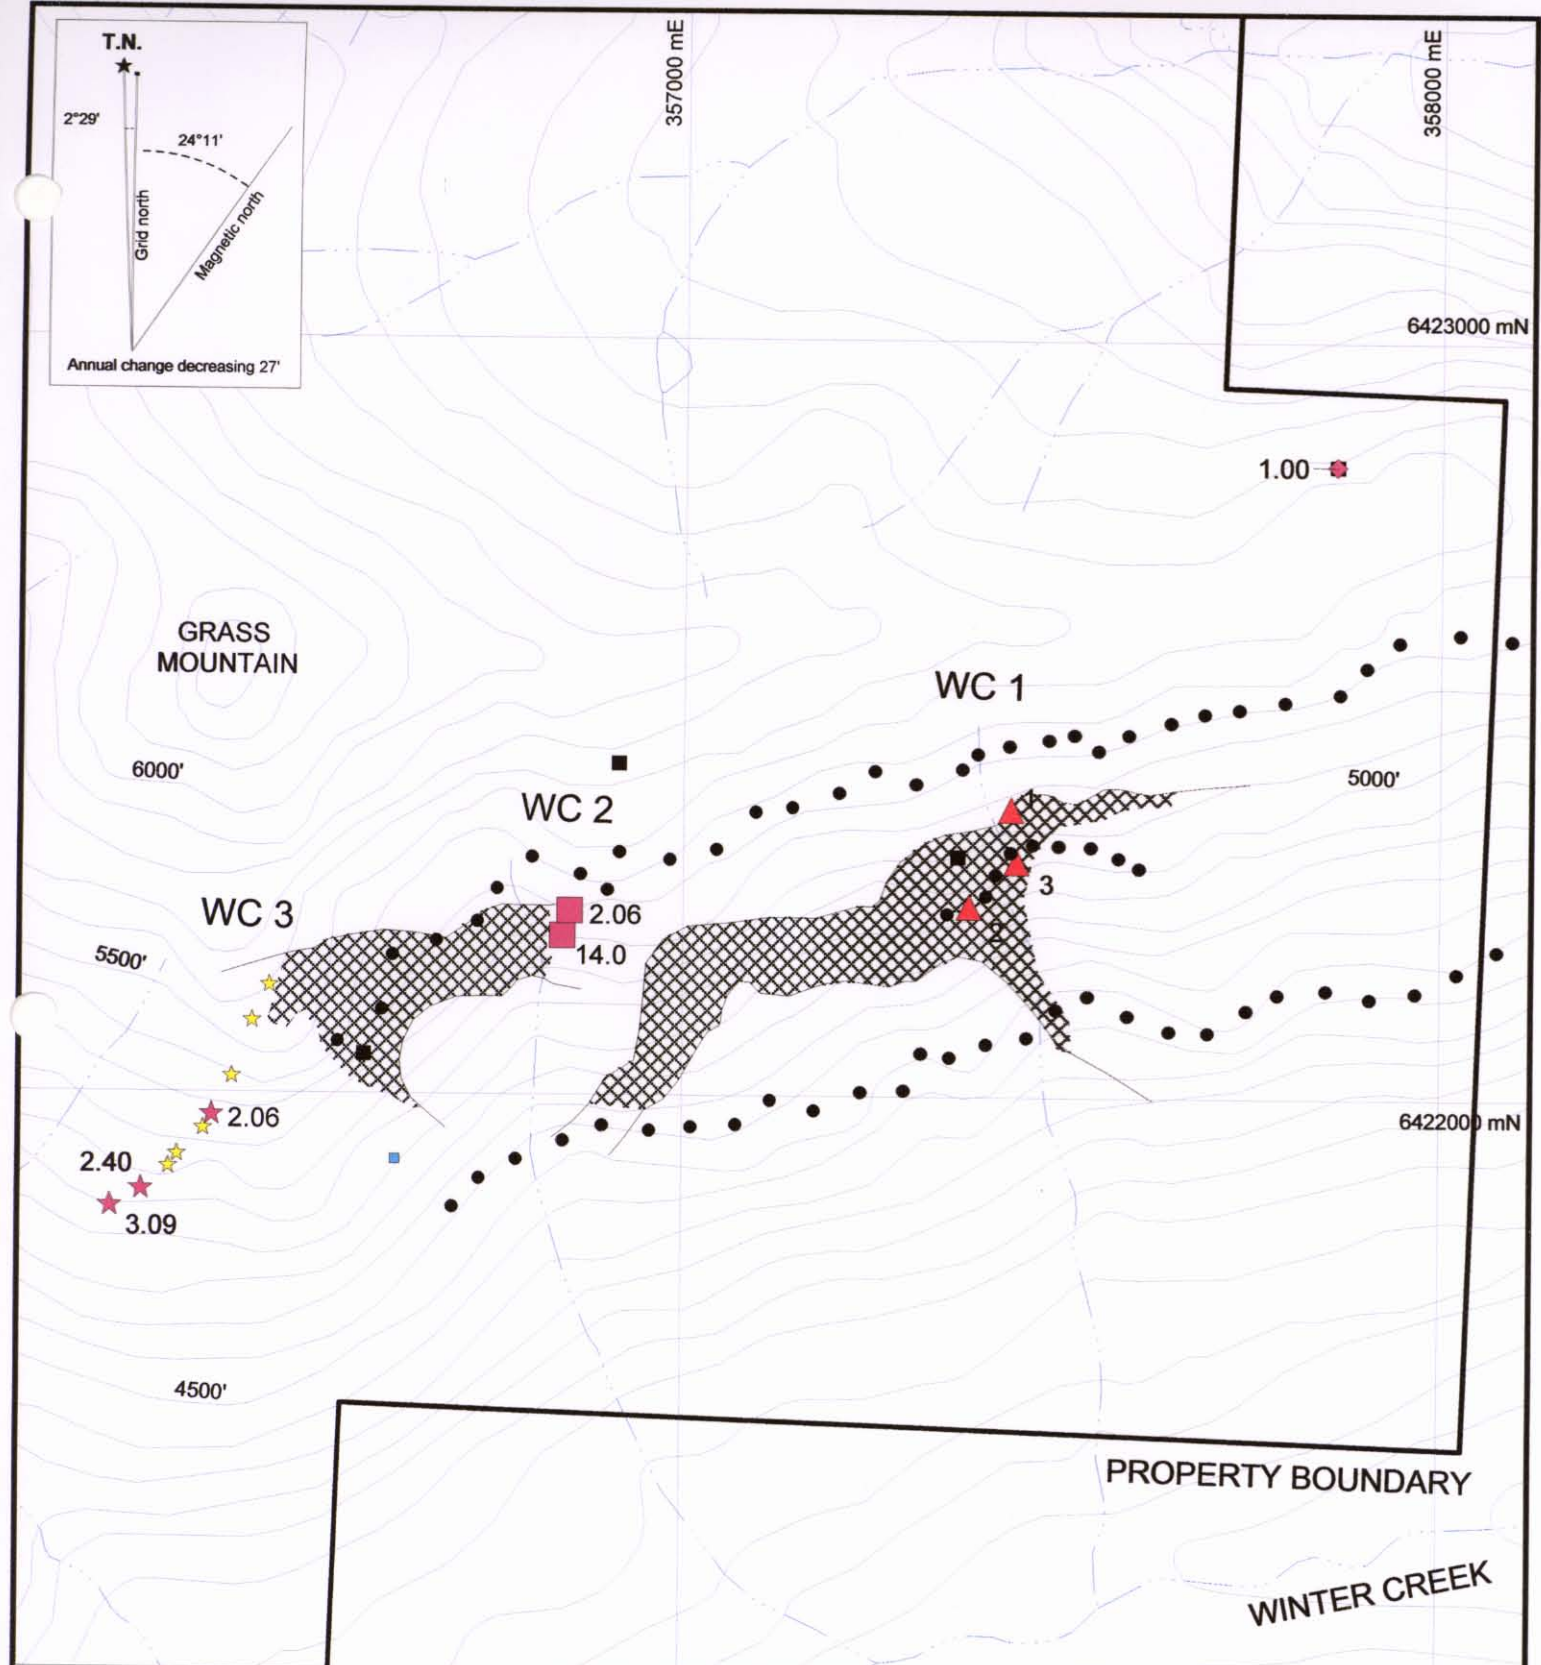 T.N.
2°29'
24°11'
Grid north
Magnetic north
Annual change decreasing 27'
357000 mE
358000 mE
6423000 mN
1.00
GRASS
MOUNTAIN
WC 1
6000'
5000'
WC 2
1
3
WC 3
2.06
2
14.0
5500'
2.06
6422000 mN
2.40
3.09
4500'
PROPERTY BOUNDARY
WINTER CREEK